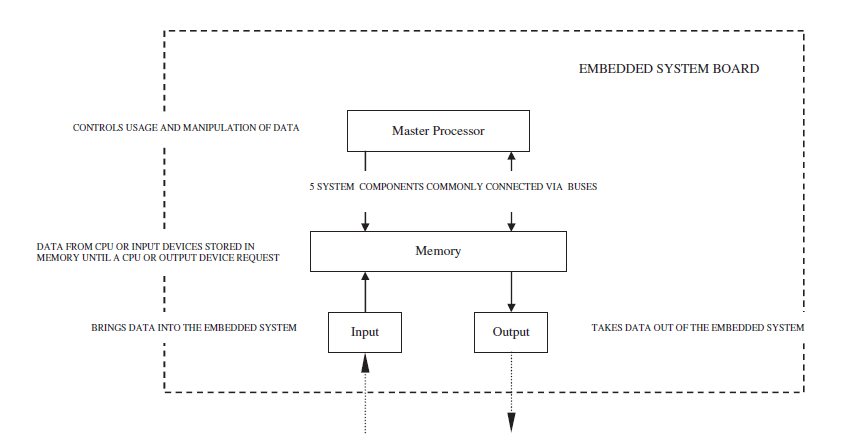 EMBEDDED SYSTEM BOARD
CONTROLS USAGE AND MANIPULATION OF DATA
Master Processor
5 SYSTEM COMPONENTS COMMONLY CONNECTED VIA BUSES
DATA FROM CPU OR INPUT DEVICES STORED IN
MEMORY UNTIL A CPU OR OUTPUT DEVICE REQUEST
Memory
BRINGS DATA INTO THE EMBEDDED SYSTEM
Input
Output
TAKES DATA OUT OF THE EMBEDDED SYSTEM